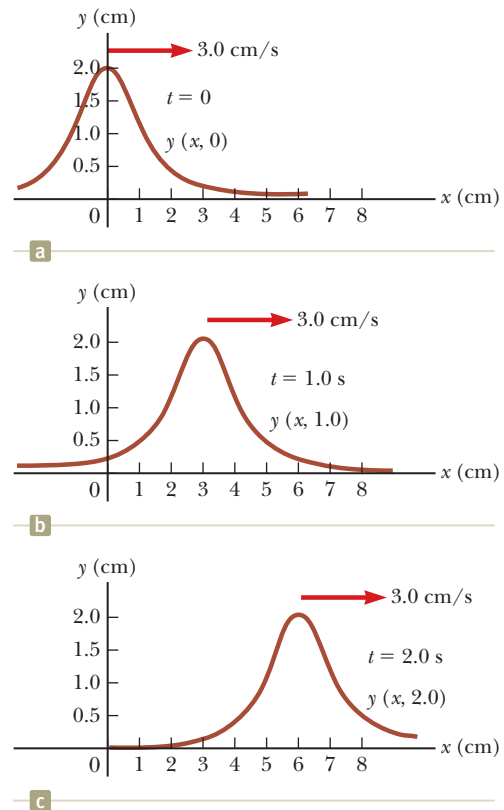 y (cm)
3.0 cm/s
2.0
t = 0
1.5
1.0
y (x, 0)
0.5
x (cm)
0 1 2 3 4 5 6 7 8
a
y (cm)
3.0 cm/s
2.0
1.5
t = 1.0 s
1.0
y (x, 1.0)
0.5
x (cm)
0 1 2 3 4 5 6 7 8
b
y (cm)
3.0 cm/s
2.0
1.5
t = 2.0 s
1.0
y (x, 2.0)
0.5
x (cm)
0 1 2 3 4 5 6 7 8
c